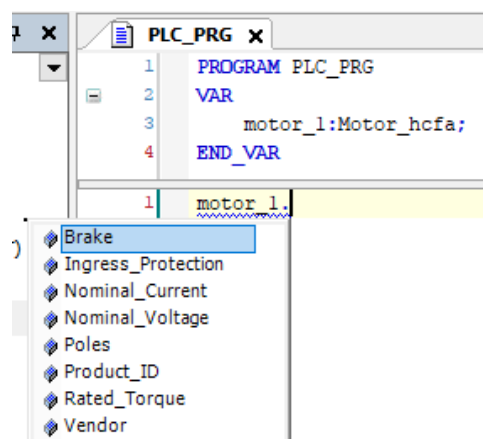 PLC_PRG x
1 PROGRAM PLC_PRG
2 VAR
3 motor_1:Motor_hcfa;
4 END_VAR
1 motor_1.
)
Brake
Ingress_Protection
Nominal_Current
Nominal_Voltage
Poles
Product_ID
Rated_Torque
Vendor